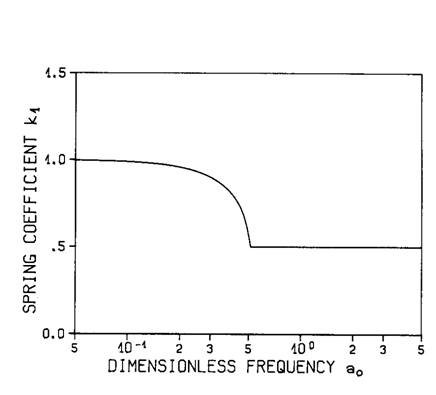 1.5
1.0
.5
0.0
SPRING COEFFICIENT k₁
5 10⁻¹ 2 3 5 10⁰ 2 3 5
DIMENSIONLESS FREQUENCY a₀